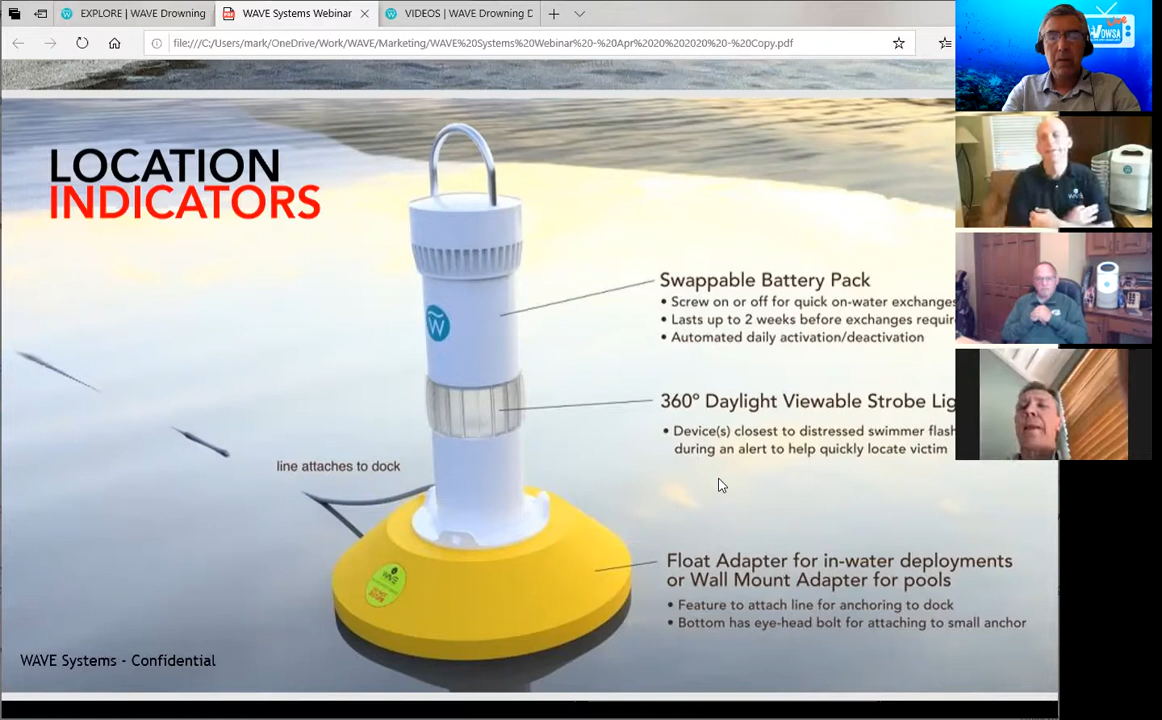 EXPLORE | WAVE Drowning
WAVE Systems Webinar
VIDEOS | WAVE Drowning D
file:///C:/Users/mark/OneDrive/Work/WAVE/Marketing/WAVE%20Systems%20Webinar%20-%20Apr%2020%202020%20-%20Copy.pdf
Live
VOWSA
LOCATION
INDICATORS
Swappable Battery Pack
• Screw on or off for quick on-water exchanges
• Lasts up to 2 weeks before exchanges requir
• Automated daily activation/deactivation
W
360º Daylight Viewable Strobe Lig
• Device(s) closest to distressed swimmer flash
during an alert to help quickly locate victim
line attaches to dock
Float Adapter for in-water deployments
or Wall Mount Adapter for pools
• Feature to attach line for anchoring to dock
• Bottom has eye-head bolt for attaching to small anchor
WAVE
WAVE Systems - Confidential